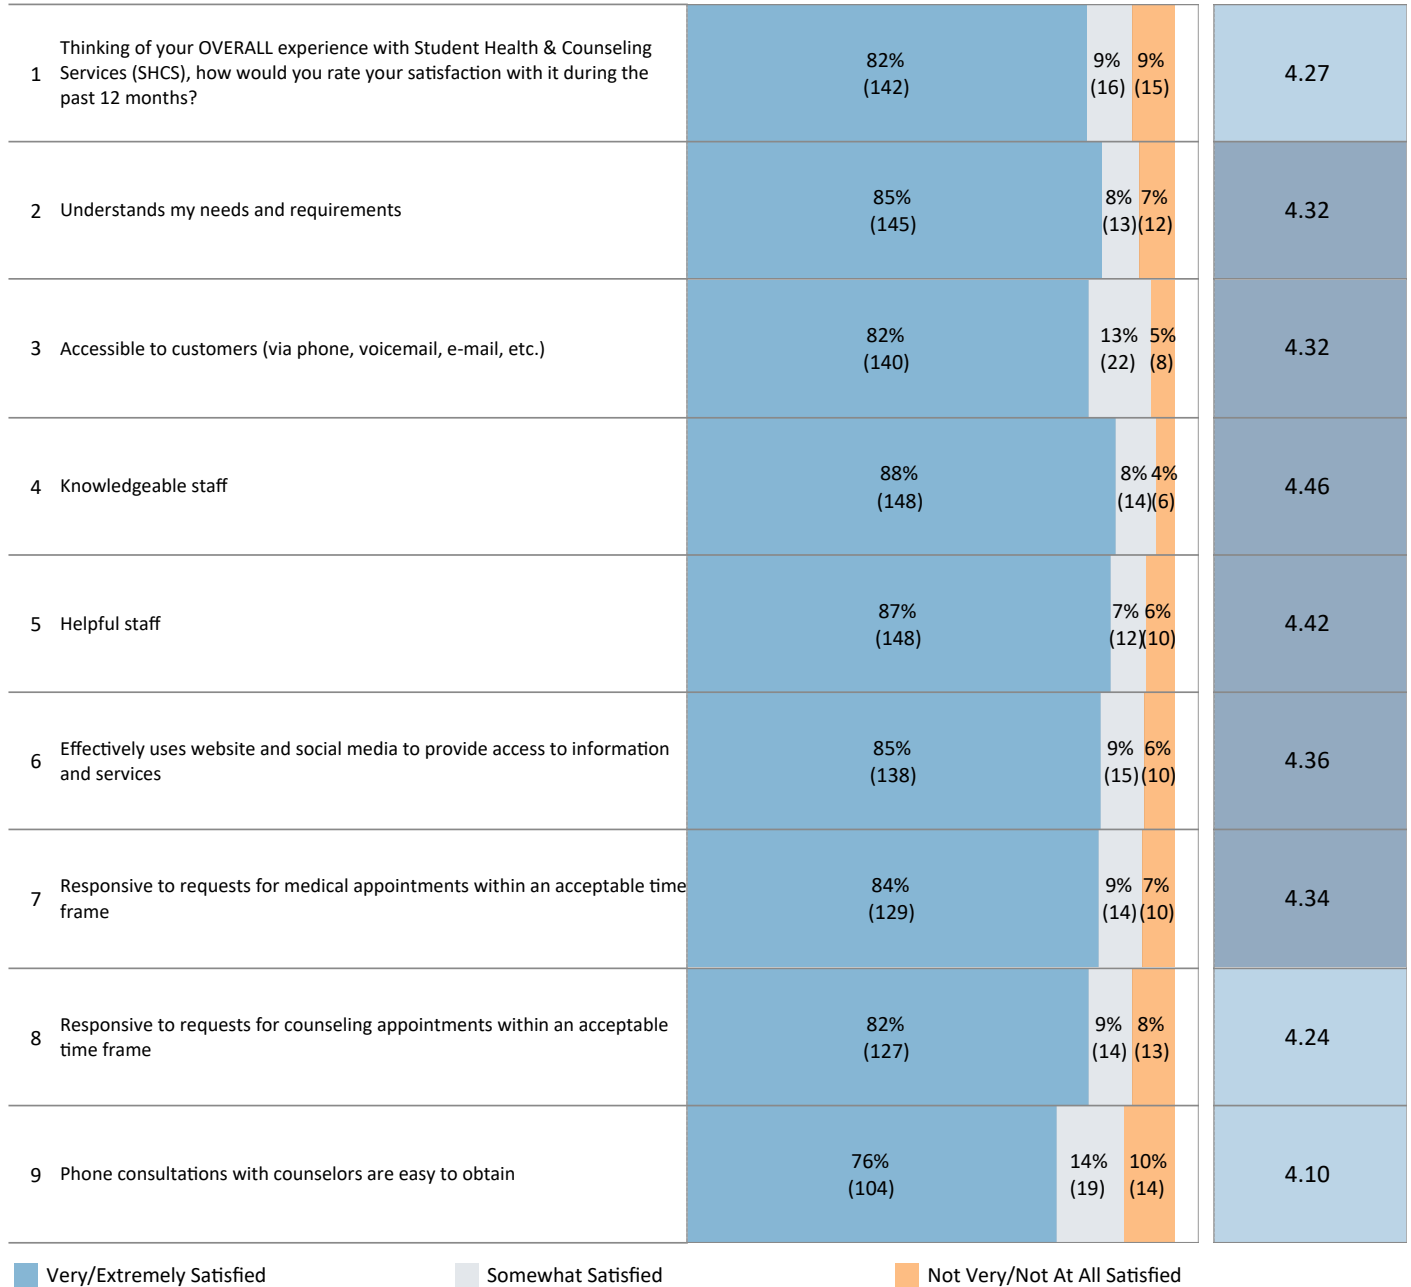 1 Thinking of your OVERALL experience with Student Health & Counseling
Services (SHCS), how would you rate your satisfaction with it during the
past 12 months?
82% 9% 9%
(142) (16) (15)
4.27
2 Understands my needs and requirements
85% 8% 7%
(145) (13) (12)
4.32
3 Accessible to customers (via phone, voicemail, e-mail, etc.)
82% 13% 5%
(140) (22) (8)
4.32
4 Knowledgeable staff
88% 8% 4%
(148) (14) (6)
4.46
5 Helpful staff
87% 7% 6%
(148) (12) (10)
4.42
6 Effectively uses website and social media to provide access to information
and services
85% 9% 6%
(138) (15) (10)
4.36
7 Responsive to requests for medical appointments within an acceptable time
frame
84% 9% 7%
(129) (14) (10)
4.34
8 Responsive to requests for counseling appointments within an acceptable
time frame
82% 9% 8%
(127) (14) (13)
4.24
9 Phone consultations with counselors are easy to obtain
76% 14% 10%
(104) (19) (14)
4.10
Very/Extremely Satisfied Somewhat Satisfied Not Very/Not At All Satisfied